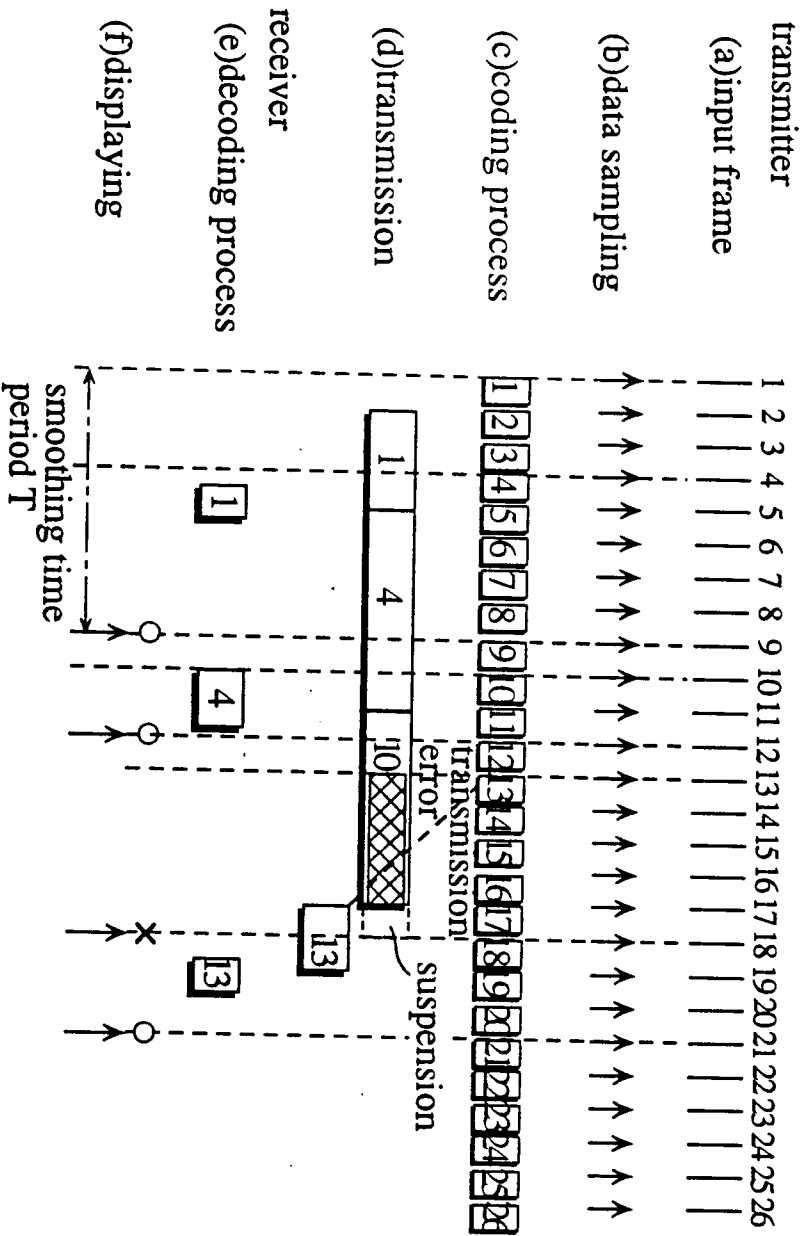 transmitter
(a)input frame
1 2 3 4 5 6 7 8 9 10 11 12 13 14 15 16 17 18 19 20 21 22 23 24 25 26
(b)data sampling
(c)coding process
1 2 3 4 5 6 7 8 9 10 11 12 13 14 15 16 17 18 19 20 21 22 23 24 25 26
transmission
error
suspension
(d)transmission
1 4 10
13
receiver
(e)decoding process
1 4 13
(f)displaying
smoothing time
period T